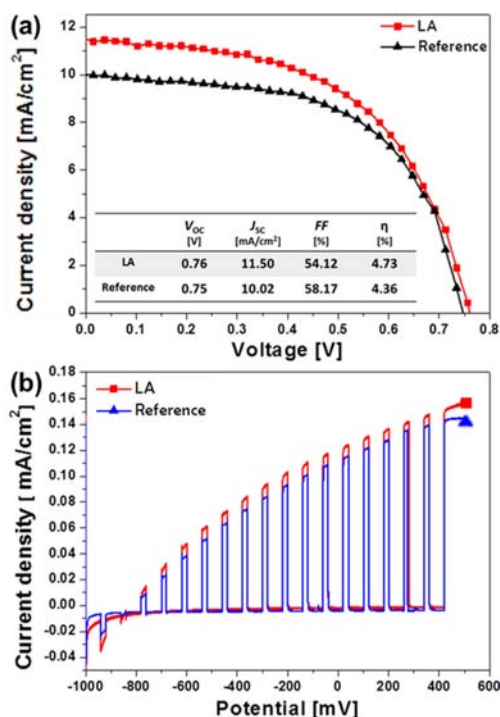 (a)
Current density [mA/cm²]
12
10
8
6
4
2
0
LA
Reference
V_OC J_SC FF η
[V] [mA/cm²] [%] [%]
LA 0.76 11.50 54.12 4.73
Reference 0.75 10.02 58.17 4.36
0.0 0.1 0.2 0.3 0.4 0.5 0.6 0.7 0.8
Voltage [V]
(b)
Current density [ mA/cm²]
0.18
0.16
0.14
0.12
0.10
0.08
0.06
0.04
0.02
0.00
-0.02
-0.04
LA
Reference
-1000 -800 -600 -400 -200 0 200 400 600
Potential [mV]